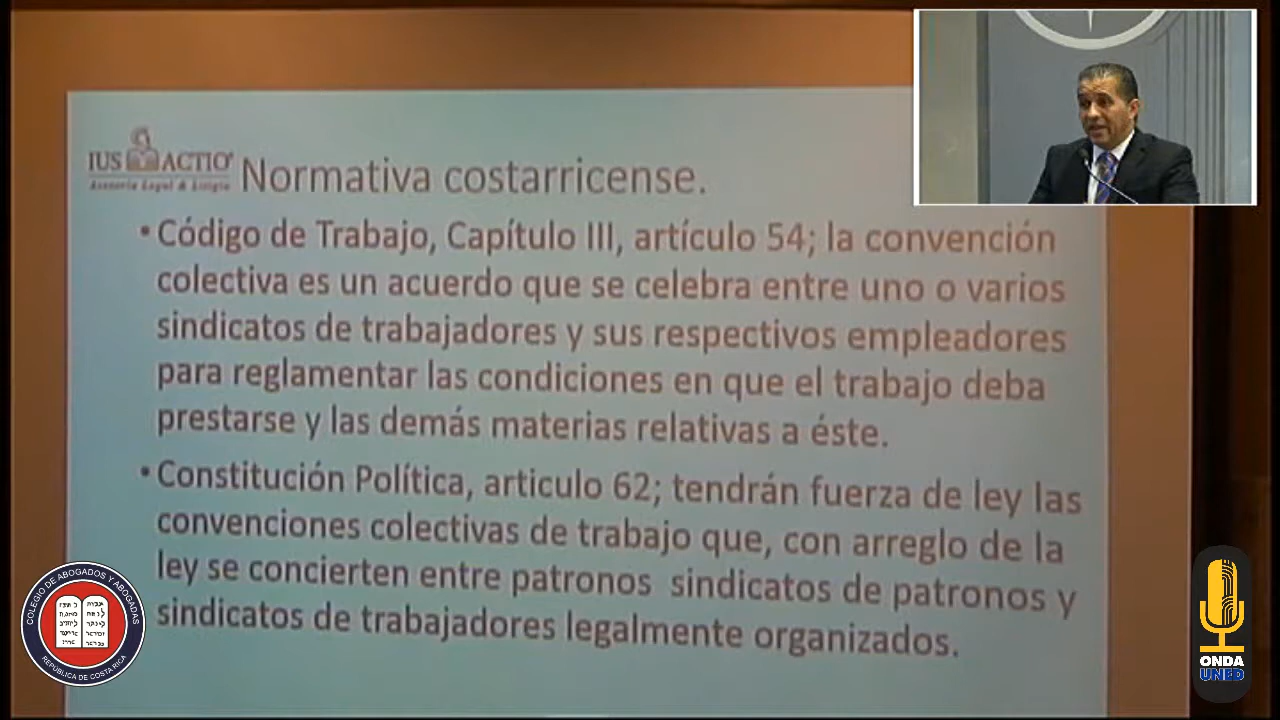 IUS ACTIO
Asesoría Legal & Litigio
Normativa costarricense.
• Código de Trabajo, Capítulo III, artículo 54; la convención
colectiva es un acuerdo que se celebra entre uno o varios
sindicatos de trabajadores y sus respectivos empleadores
para reglamentar las condiciones en que el trabajo deba
prestarse y las demás materias relativas a éste.
• Constitución Política, articulo 62; tendrán fuerza de ley las
convenciones colectivas de trabajo que, con arreglo de la
ley se concierten entre patronos sindicatos de patronos y
sindicatos de trabajadores legalmente organizados.
COLEGIO DE ABOGADOS Y ABOGADAS
REPÚBLICA DE COSTA RICA
ONDA
UNED